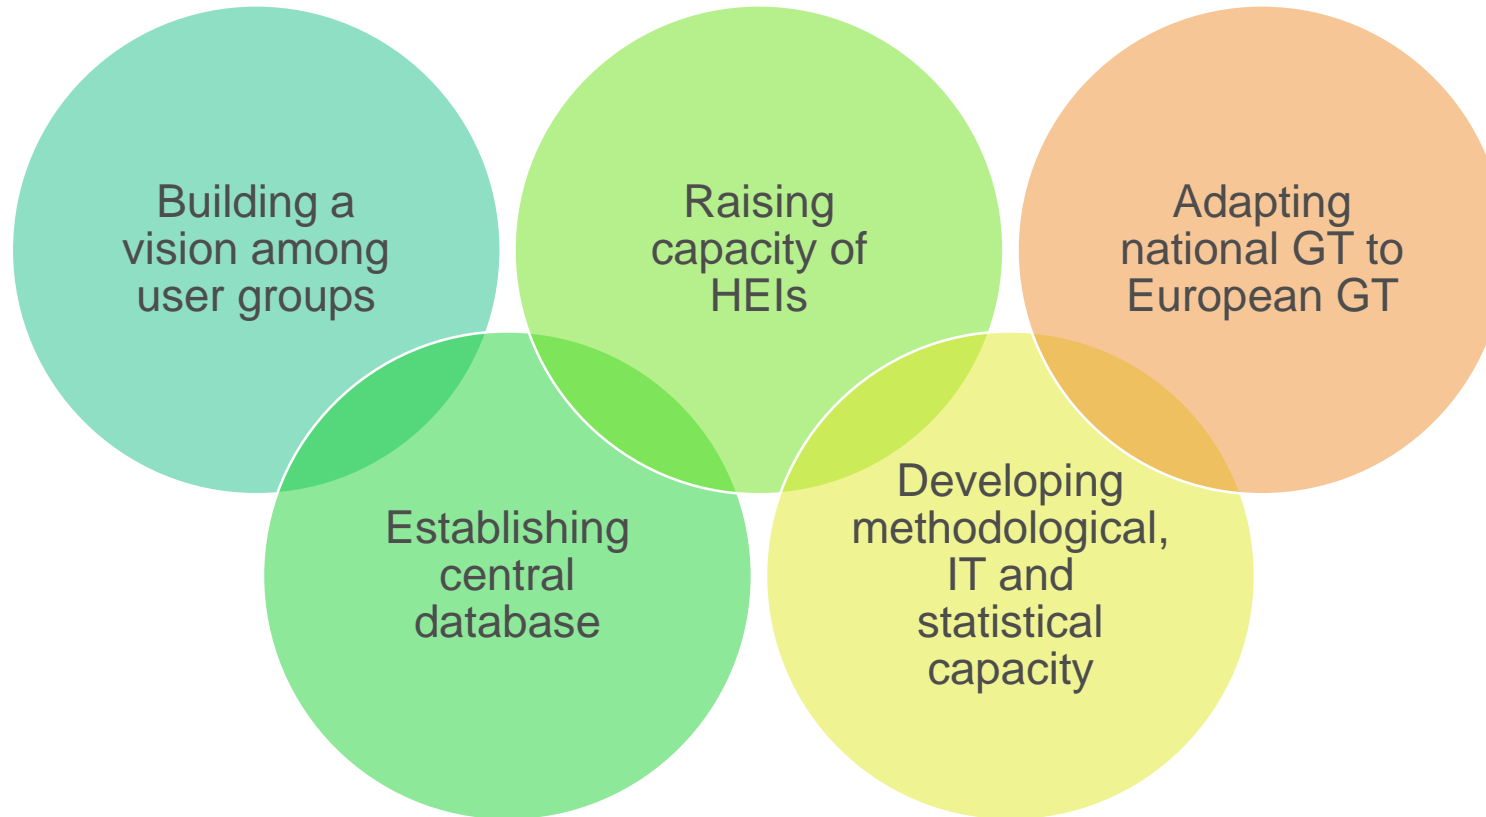 Building a
vision among
user groups
Raising
capacity of
HEIs
Adapting
national GT to
European GT
Establishing
central
database
Developing
methodological,
IT and
statistical
capacity